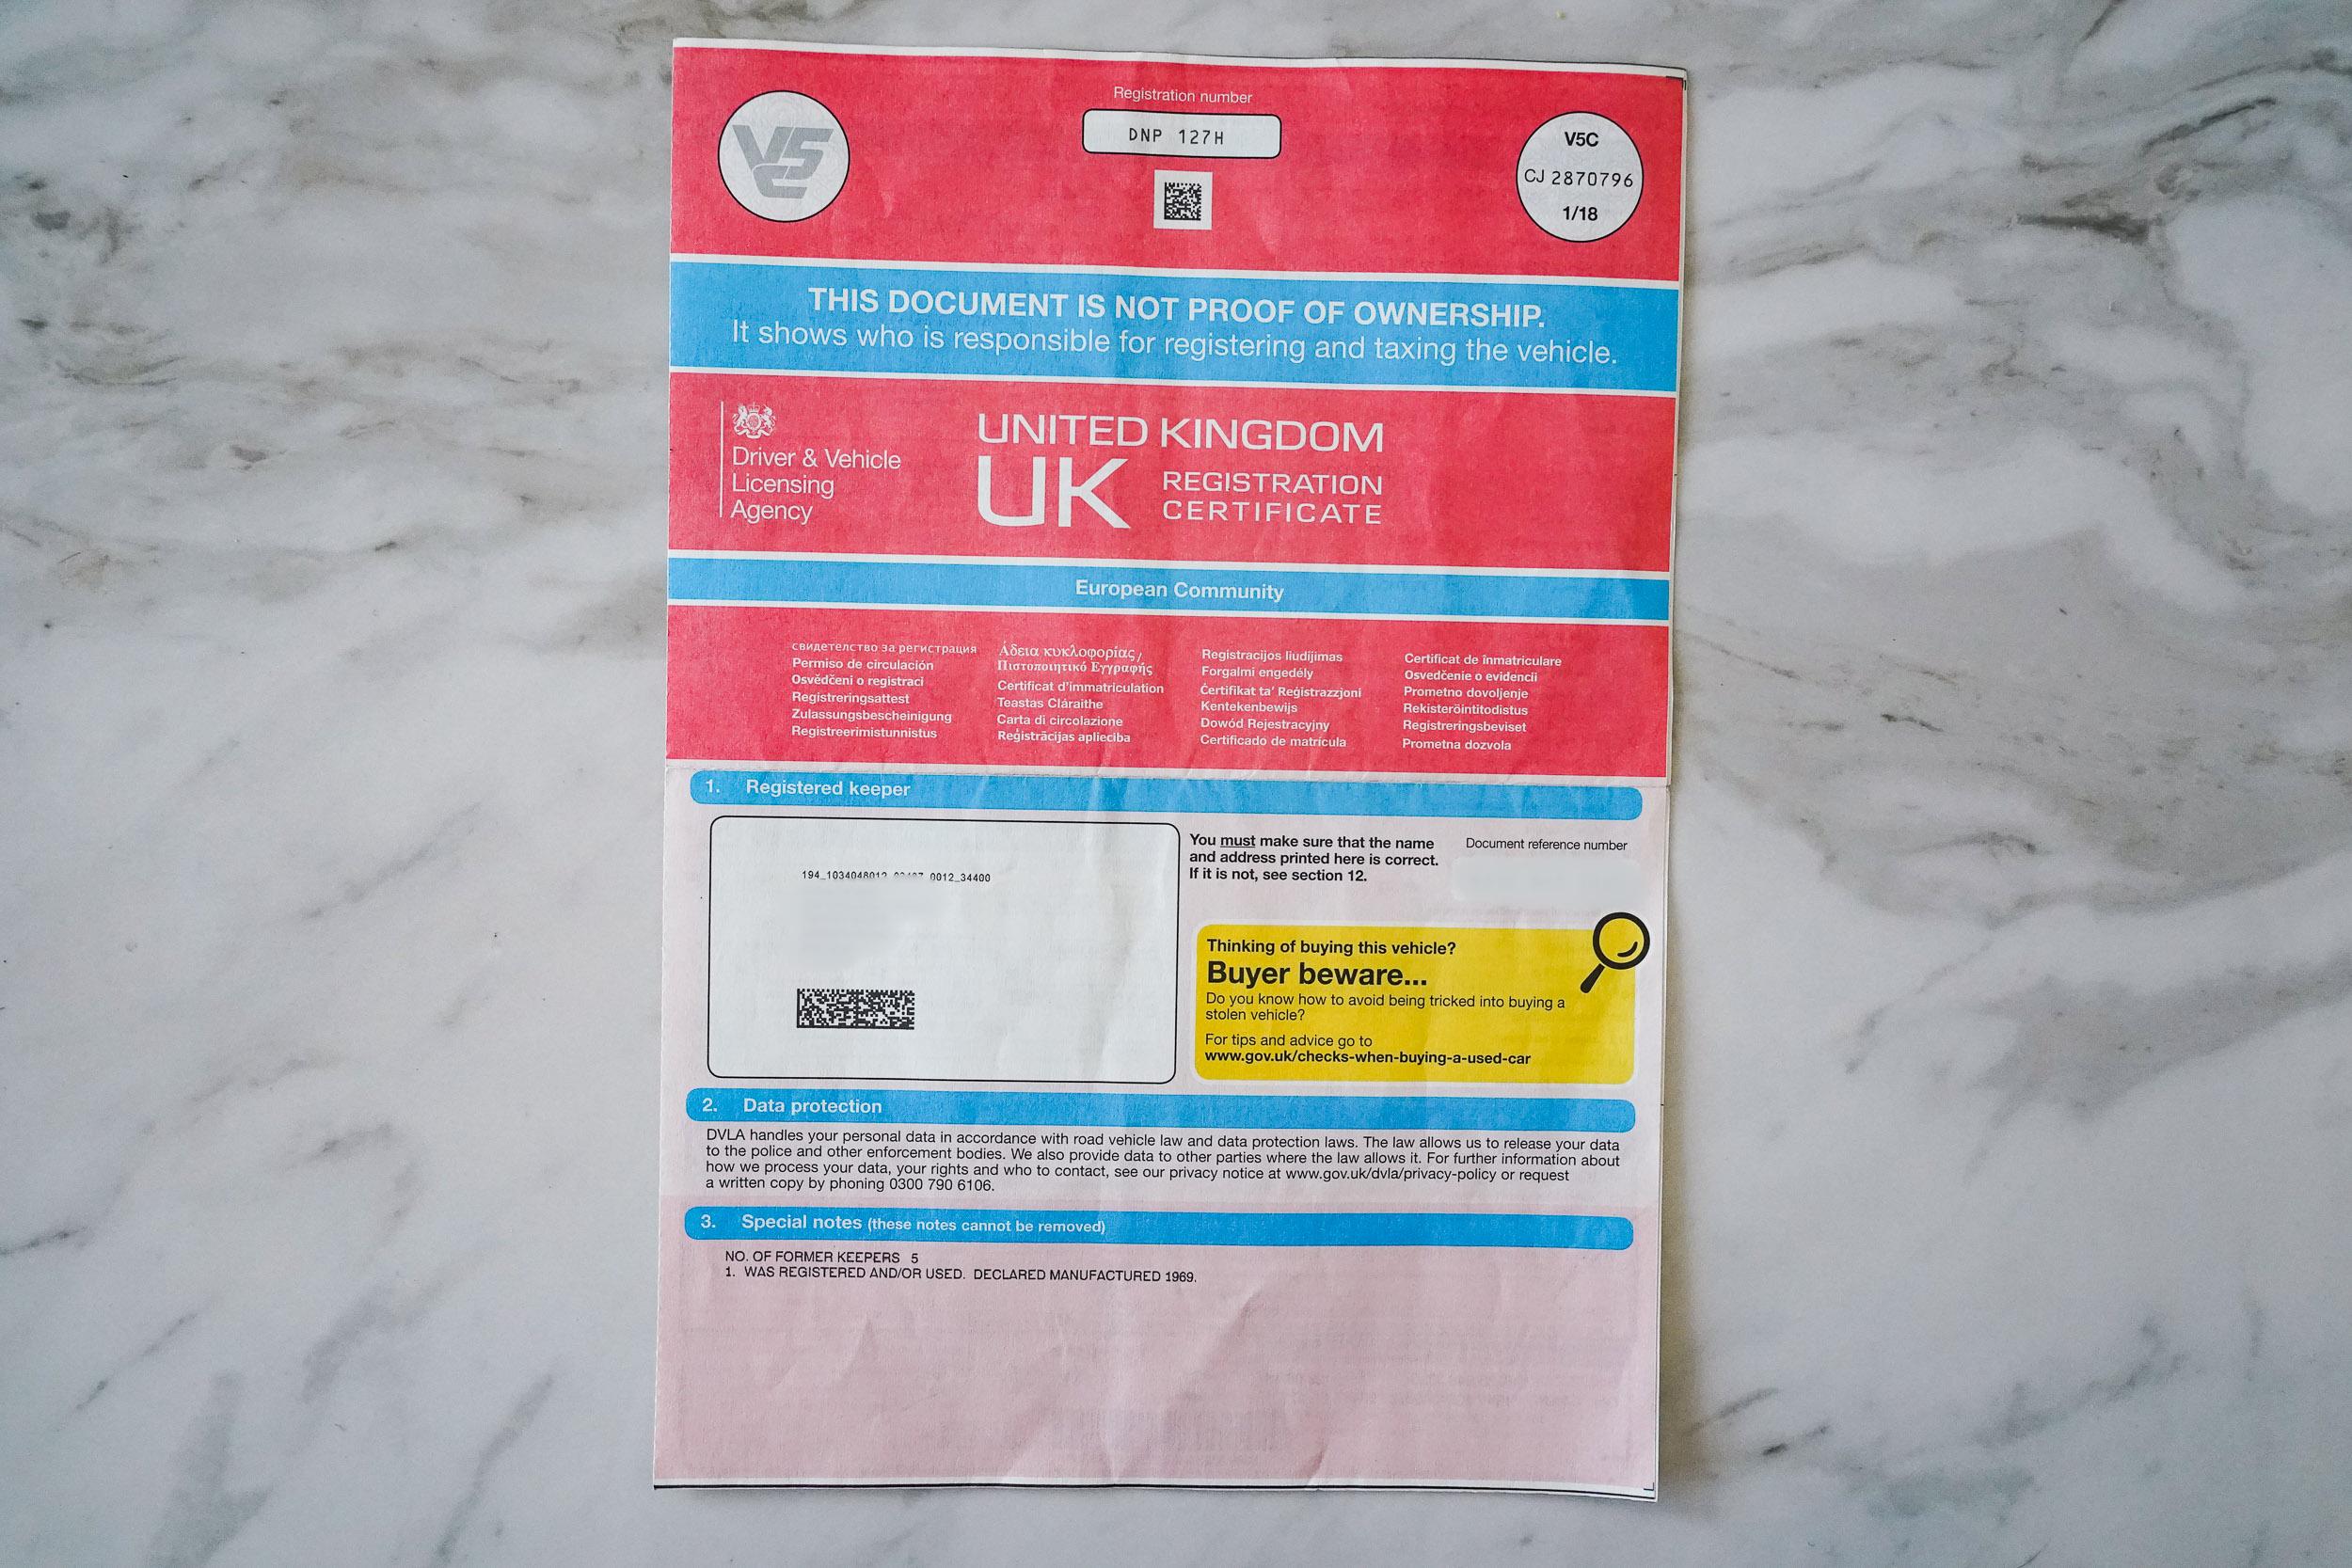 Registration number
DNP 127H
V5C
V5C
CJ 2870796
1/18
THIS DOCUMENT IS NOT PROOF OF OWNERSHIP.
It shows who is responsible for registering and taxing the vehicle.
Driver & Vehicle
Licensing
Agency
UNITED KINGDOM
UK
REGISTRATION
CERTIFICATE
European Community
свидетелство за регистрация
Permiso de circulación
Osvědčení o registraci
Registreringsattest
Zulassungsbescheinigung
Registreerimistunnistus
Άδεια κυκλοφορίας /
Πιστοποιητικό Εγγραφής
Certificat d'immatriculation
Teastas Cláraithe
Carta di circolazione
Reģistrācijas apliecība
Registracijos liudijimas
Forgalmi engedély
Ċertifikat ta' Reġistrazzjoni
Kentekenbewijs
Dowód Rejestracyjny
Certificado de matrícula
Certificat de înmatriculare
Osvedčenie o evidencii
Prometno dovoljenje
Rekisteröintitodistus
Registreringsbeviset
Prometna dozvola
1. Registered keeper
194_1034048012 0012_34400
You must make sure that the name
and address printed here is correct.
If it is not, see section 12.
Document reference number
Thinking of buying this vehicle?
Buyer beware...
Do you know how to avoid being tricked into buying a
stolen vehicle?
For tips and advice go to
www.gov.uk/checks-when-buying-a-used-car
2. Data protection
DVLA handles your personal data in accordance with road vehicle law and data protection laws. The law allows us to release your data
to the police and other enforcement bodies. We also provide data to other parties where the law allows it. For further information about
how we process your data, your rights and who to contact, see our privacy notice at www.gov.uk/dvla/privacy-policy or request
a written copy by phoning 0300 790 6106.
3. Special notes (these notes cannot be removed)
NO. OF FORMER KEEPERS 5
1. WAS REGISTERED AND/OR USED. DECLARED MANUFACTURED 1969.